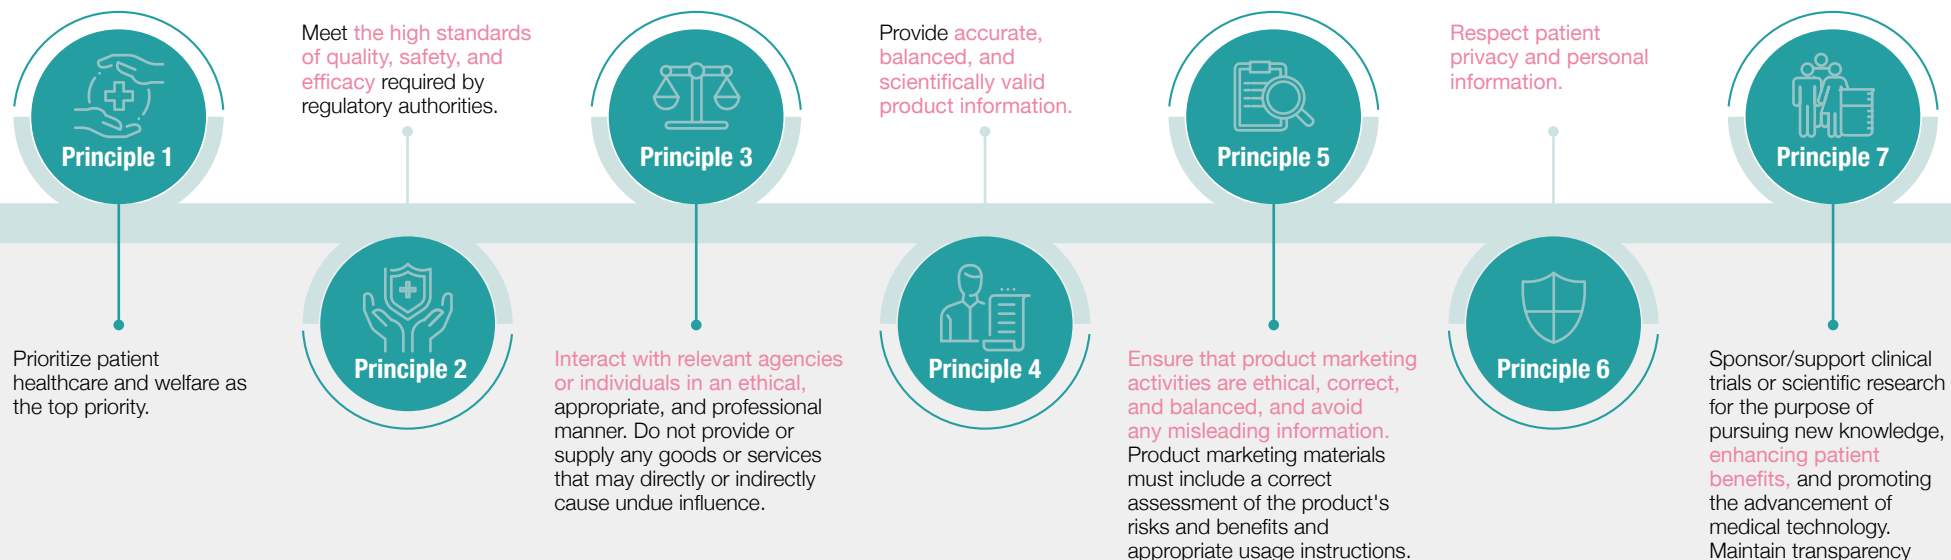 Principle 1
Prioritize patient
healthcare and welfare as
the top priority.
Meet the high standards
of quality, safety, and
efficacy required by
regulatory authorities.
Principle 2
Principle 3
Interact with relevant agencies
or individuals in an ethical,
appropriate, and professional
manner. Do not provide or
supply any goods or services
that may directly or indirectly
cause undue influence.
Provide accurate,
balanced, and
scientifically valid
product information.
Principle 4
Principle 5
Ensure that product marketing
activities are ethical, correct,
and balanced, and avoid
any misleading information.
Product marketing materials
must include a correct
assessment of the product's
risks and benefits and
appropriate usage instructions.
Respect patient
privacy and personal
information.
Principle 6
Principle 7
Sponsor/support clinical
trials or scientific research
for the purpose of
pursuing new knowledge,
enhancing patient
benefits, and promoting
the advancement of
medical technology.
Maintain transparency